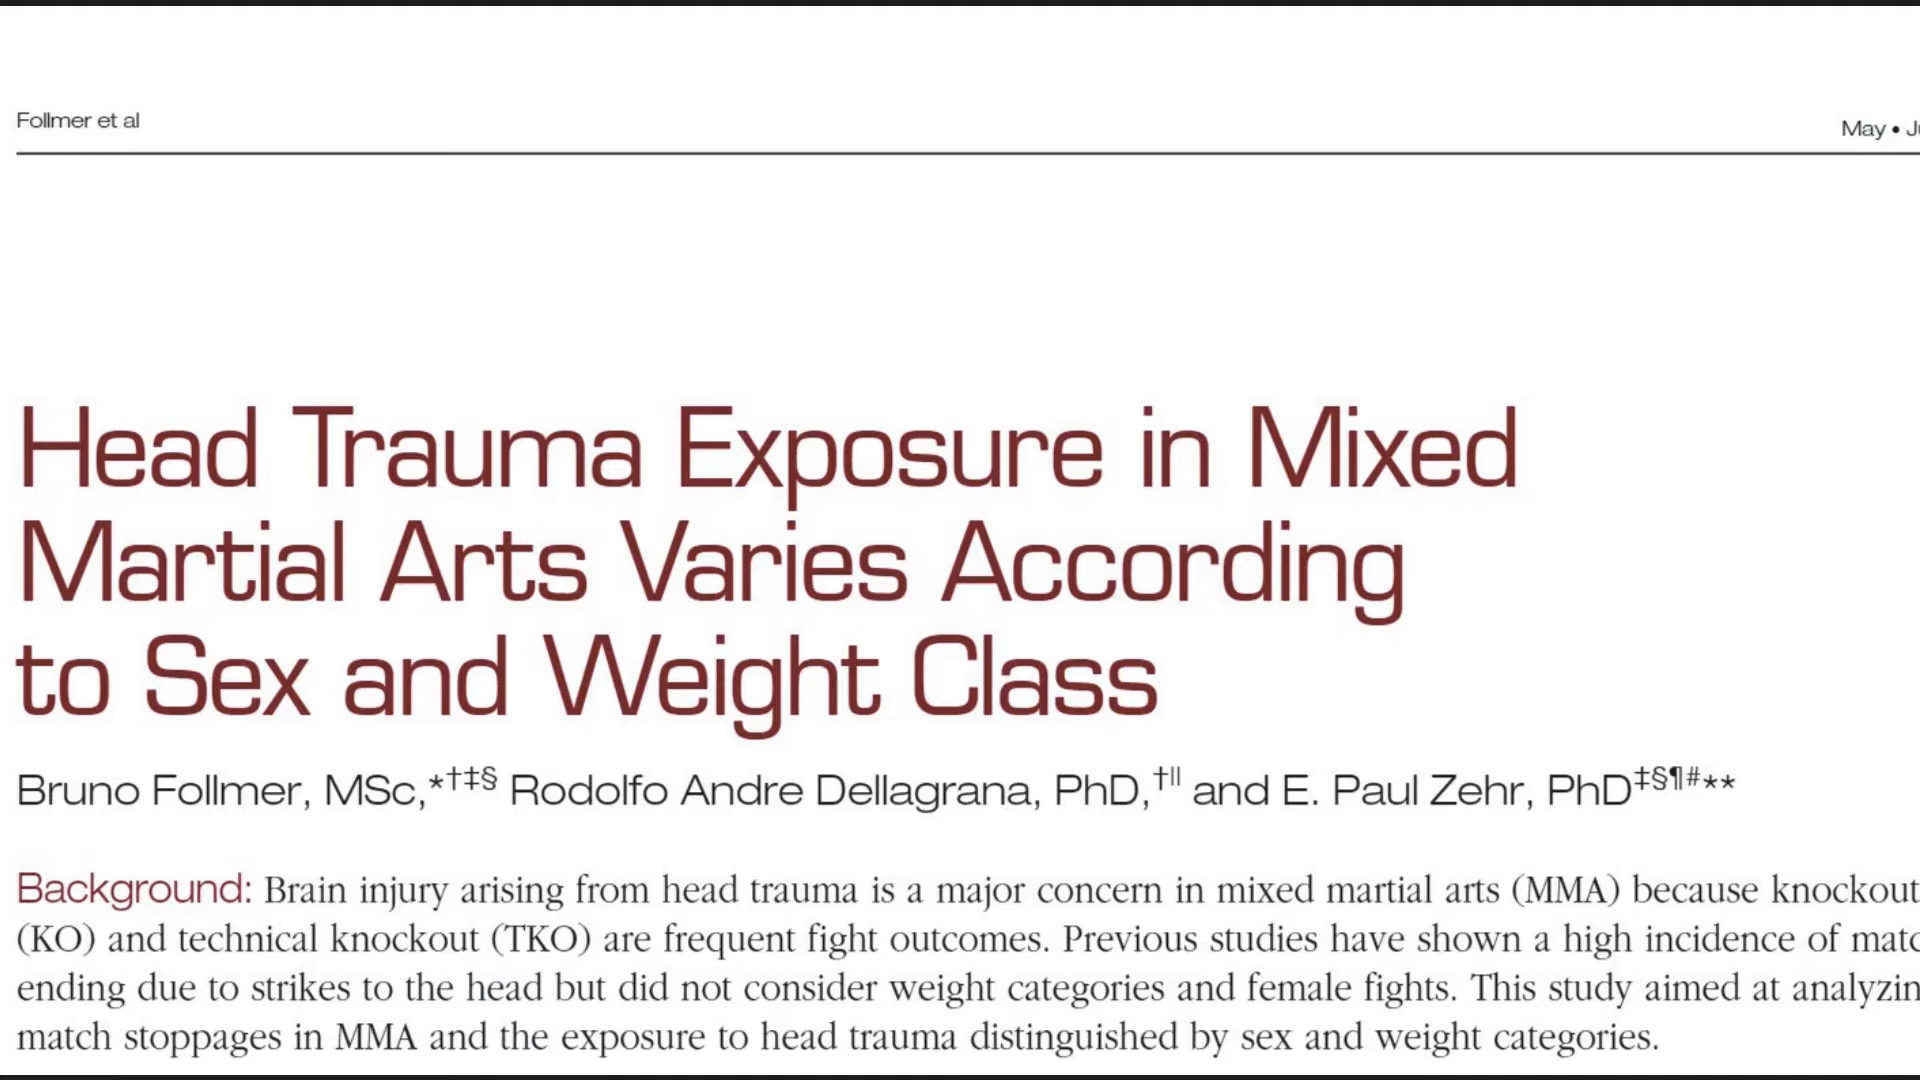 Follmer et al
May •
Head Trauma Exposure in Mixed
Martial Arts Varies According
to Sex and Weight Class
Bruno Follmer, MSc,*†‡§ Rodolfo Andre Dellagrana, PhD,†|| and E. Paul Zehr, PhD‡§¶#**
Background: Brain injury arising from head trauma is a major concern in mixed martial arts (MMA) because knockout
(KO) and technical knockout (TKO) are frequent fight outcomes. Previous studies have shown a high incidence of
ending due to strikes to the head but did not consider weight categories and female fights. This study aimed at
match stoppages in MMA and the exposure to head trauma distinguished by sex and weight categories.